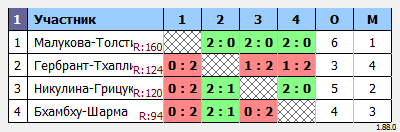 1 Участник 1 2 3 4 О М
1 Малукова-Толсти R:160 2:0 2:0 2:0 6 1
2 Гербрант-Тхапли R:124 0:2 1:2 1:2 3 4
3 Никулина-Грицук R:120 0:2 2:1 2:0 5 2
4 Бхамбху-Шарма R:94 0:2 2:1 0:2 4 3
1.88.0